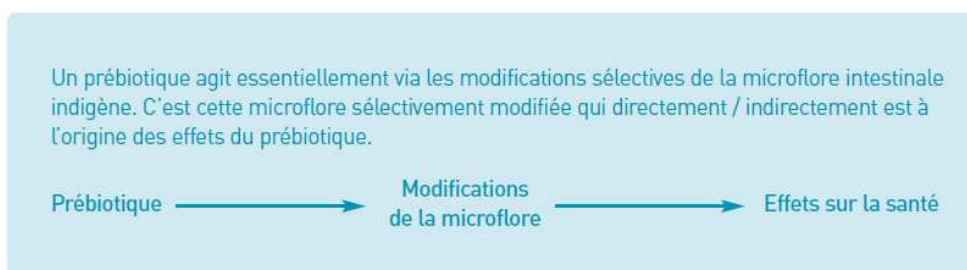 Un prébiotique agit essentiellement via les modifications sélectives de la microflore intestinale
indigène. C’est cette microflore sélectivement modifiée qui directement / indirectement est à
l’origine des effets du prébiotique.
Prébiotique
Modifications
de la microflore
Effets sur la santé